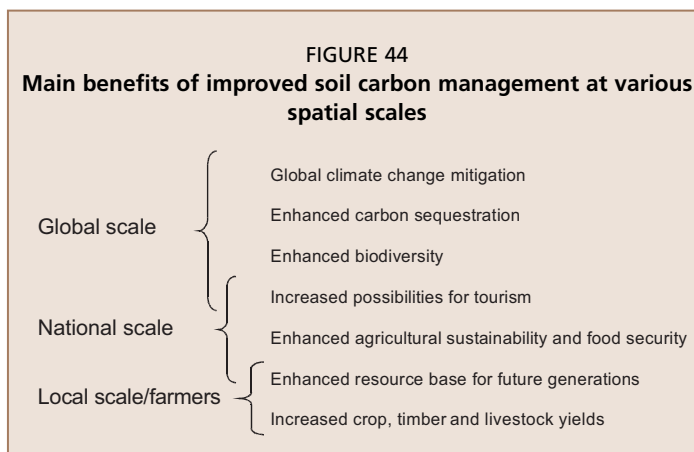 FIGURE 44
Main benefits of improved soil carbon management at various
spatial scales
Global scale
Global climate change mitigation
Enhanced carbon sequestration
Enhanced biodiversity
National scale
Increased possibilities for tourism
Enhanced agricultural sustainability and food security
Local scale/farmers
Enhanced resource base for future generations
Increased crop, timber and livestock yields